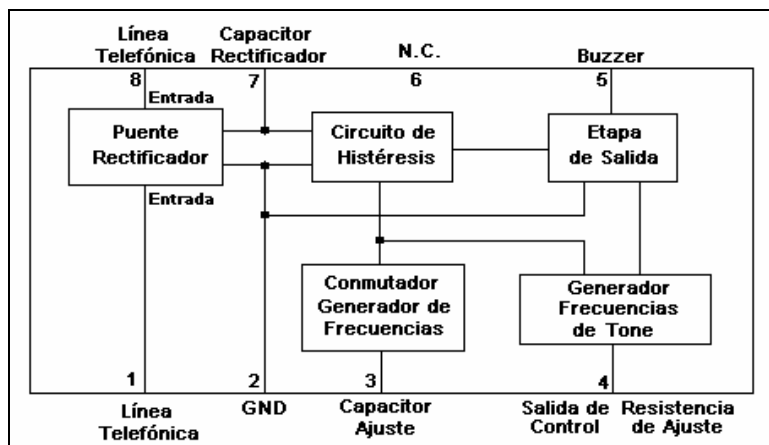 Línea
Telefónica
Capacitor
Rectificador
N.C.
Buzzer
8
7
6
5
Entrada
Puente
Rectificador
Circuito de
Histéresis
Etapa
de Salida
Entrada
Conmutador
Generador de
Frecuencias
Generador
Frecuencias
de Tone
1
2
3
4
Línea
Telefónica
GND
Capacitor
Ajuste
Salida de
Control
Resistencia
de Ajuste